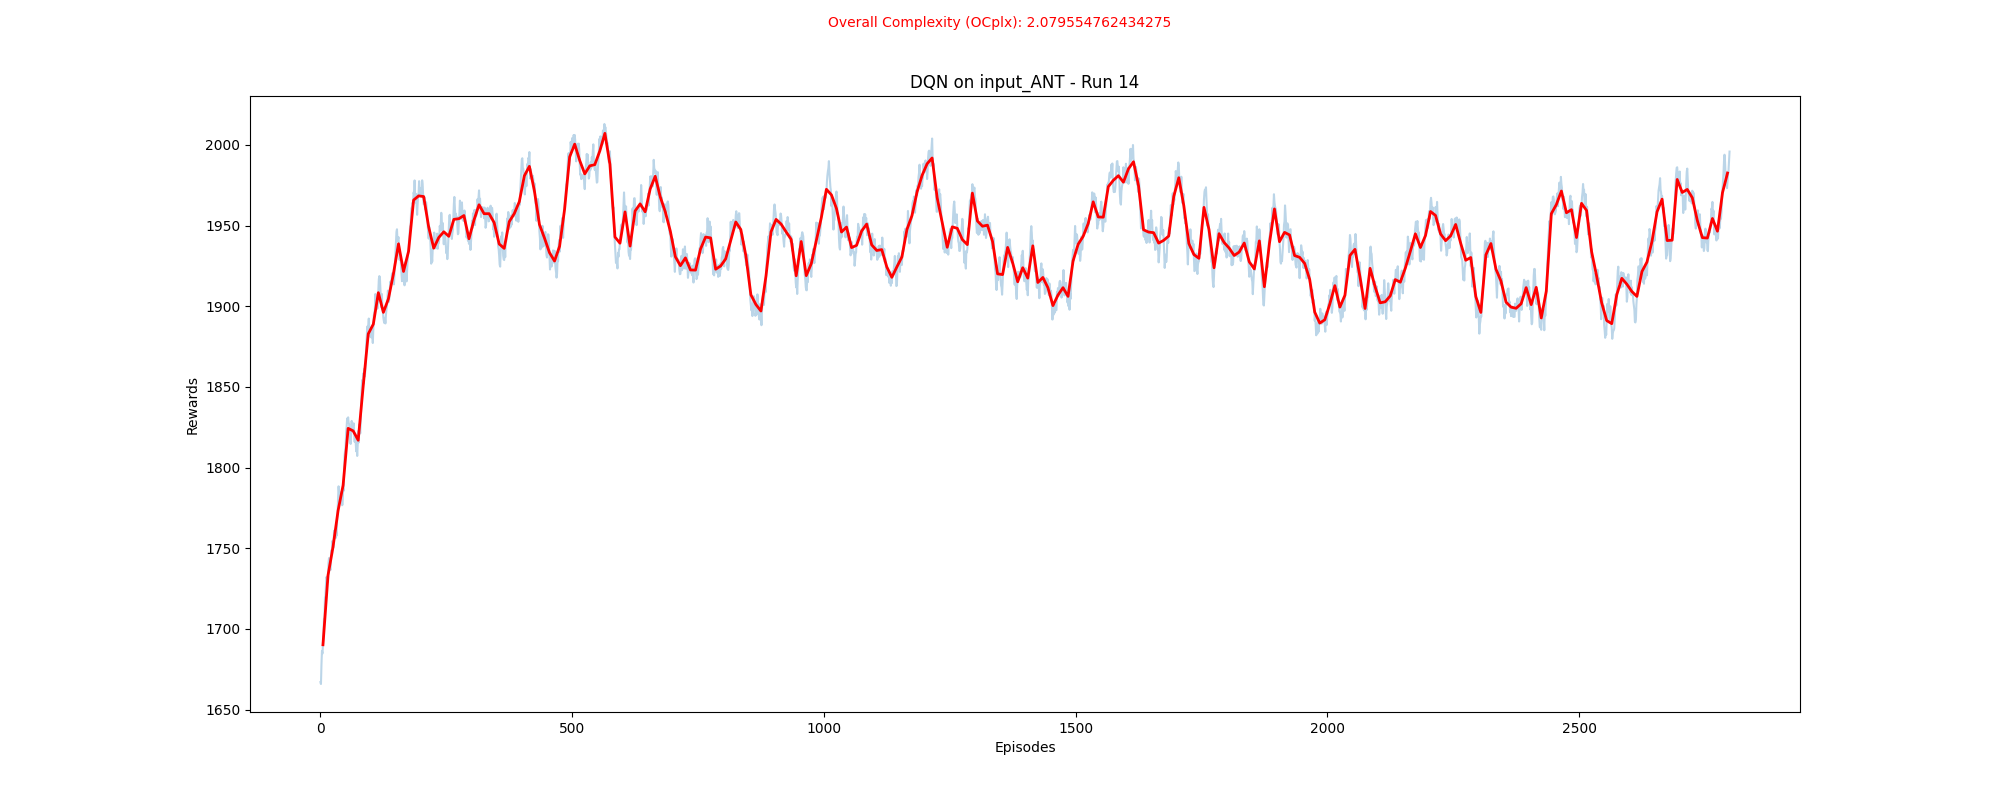 Overall Complexity (OCplx): 2.079554762434275
DQN on input_ANT - Run 14
2000
1950
1900
1850
1800
1750
1700
1650
Rewards
0 500 1000 1500 2000 2500
Episodes